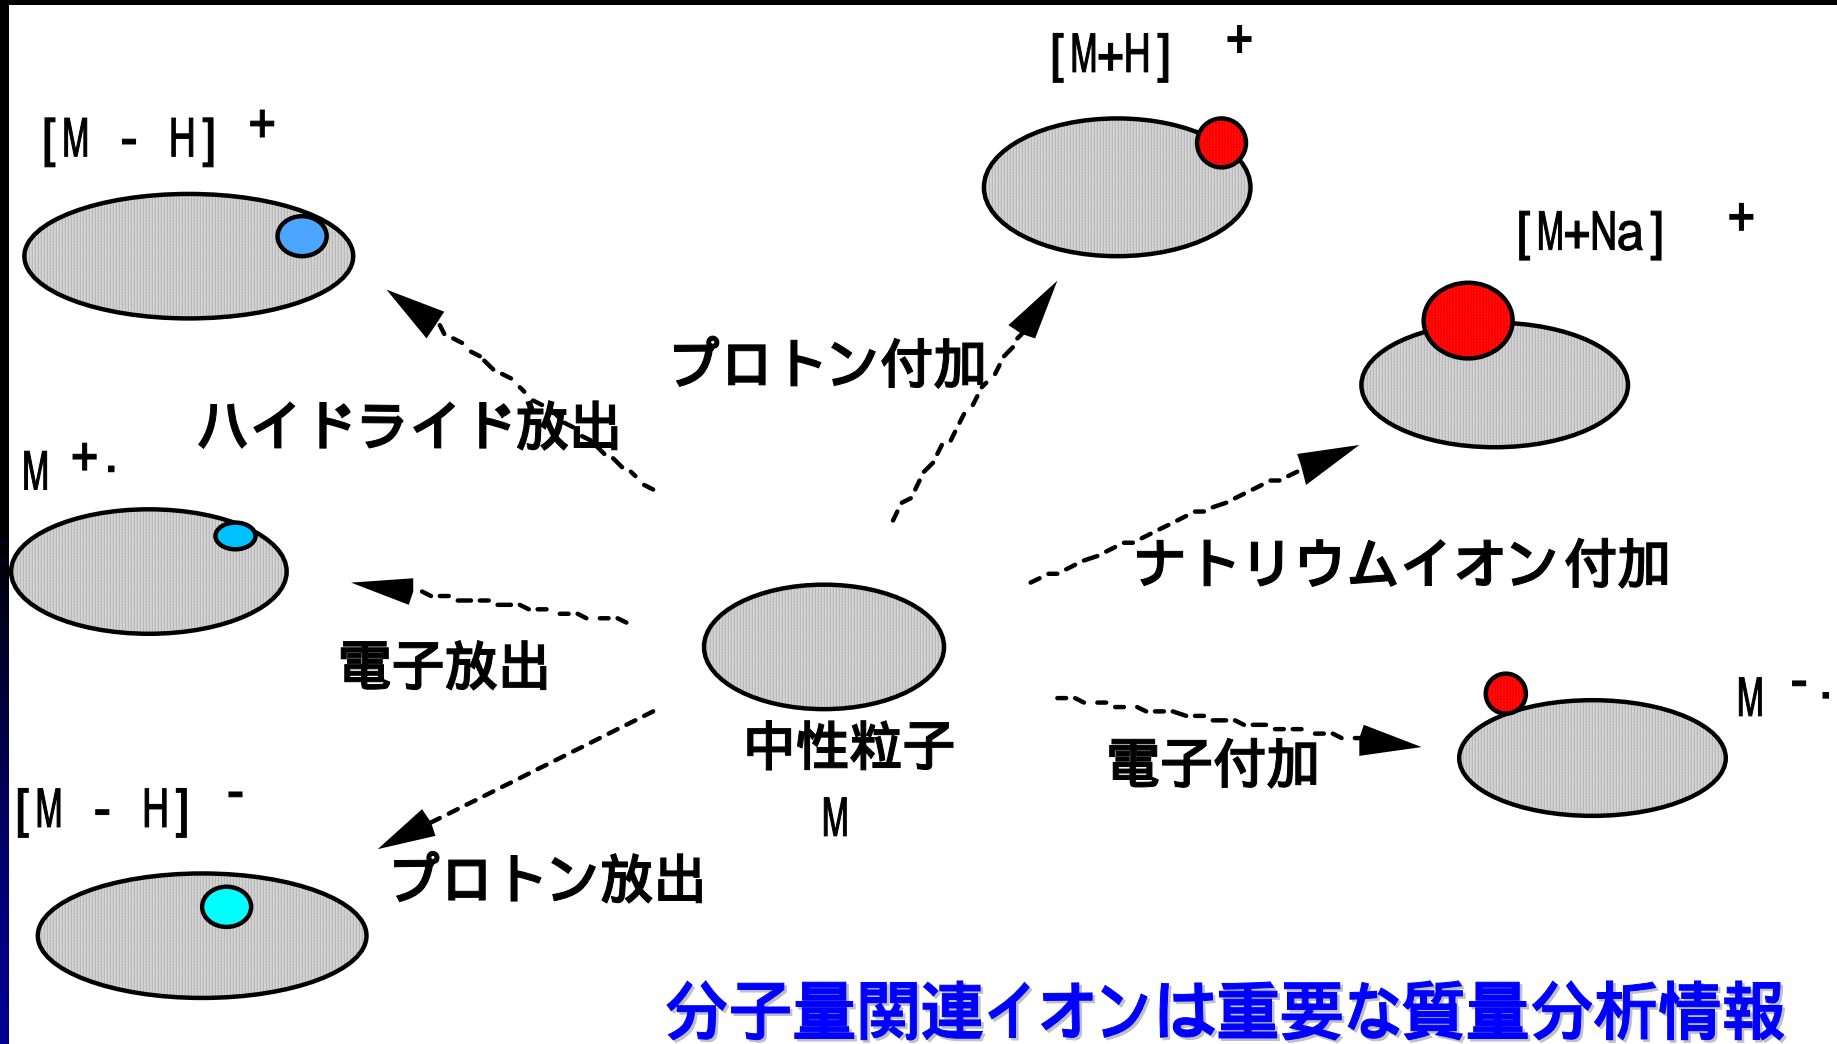 [M+H] +
[M - H] +
[M+Na] +
プロトン付加
ハイドライド放出
M +.
ナトリウムイオン付加
電子放出
M -.
中性粒子
電子付加
M
[M - H] -
プロトン放出
分子量関連イオンは重要な質量分析情報